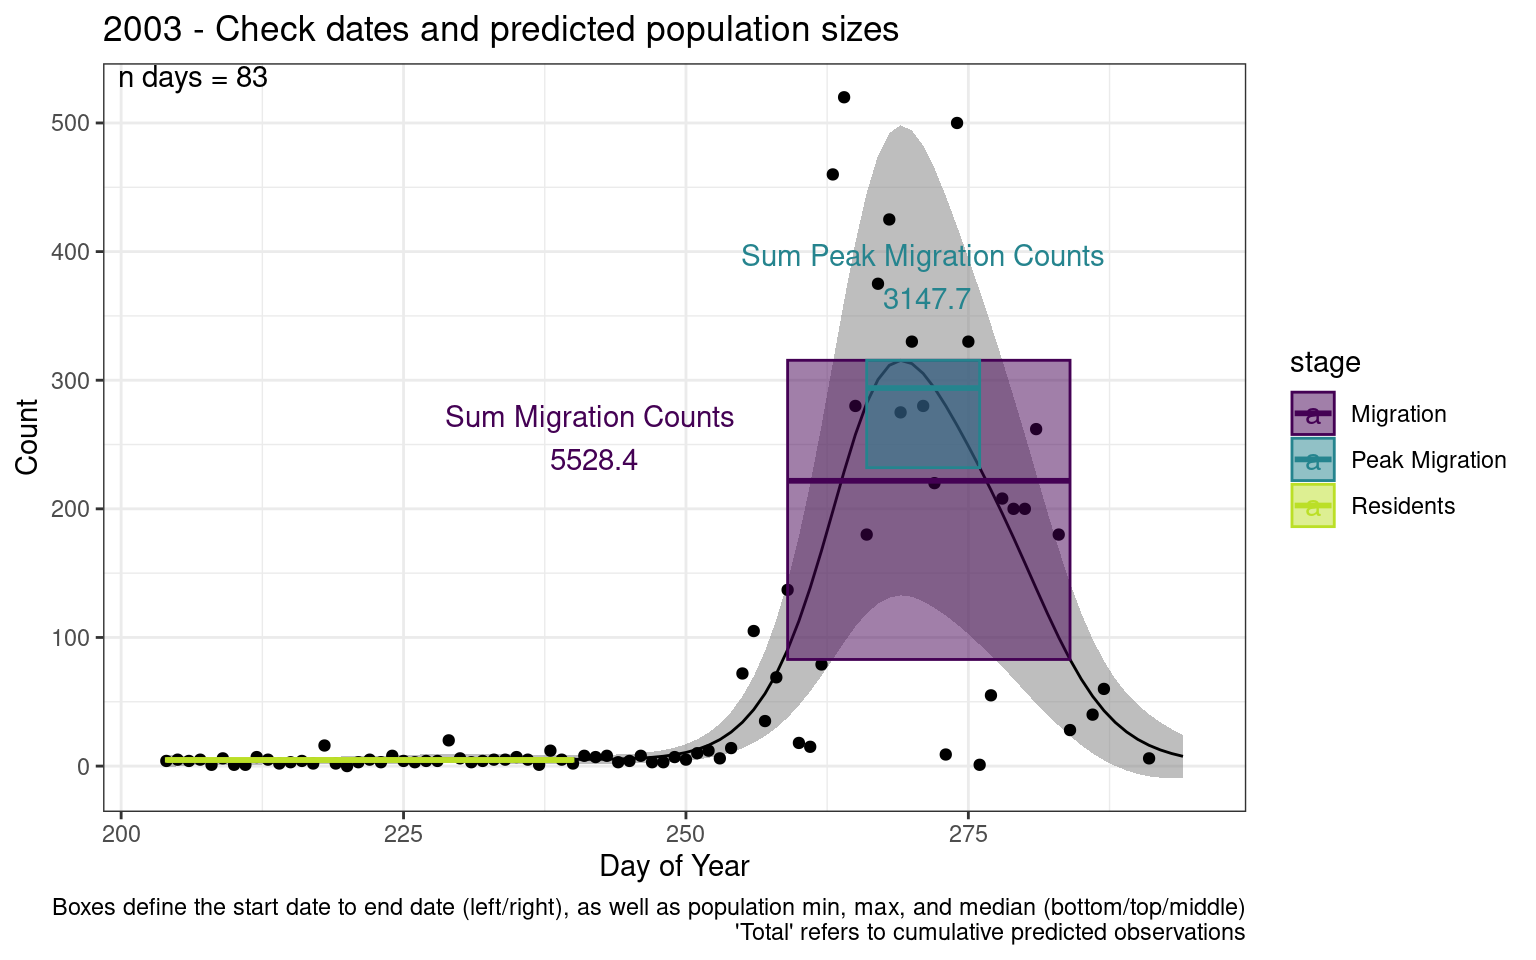 2003 - Check dates and predicted population sizes
n days = 83
500
400
300
200
100
0
Count
Sum Peak Migration Counts
3147.7
Sum Migration Counts
5528.4
200
225
250
275
Day of Year
stage
a Migration
a Peak Migration
a Residents
Boxes define the start date to end date (left/right), as well as population min, max, and median (bottom/top/middle)
'Total' refers to cumulative predicted observations